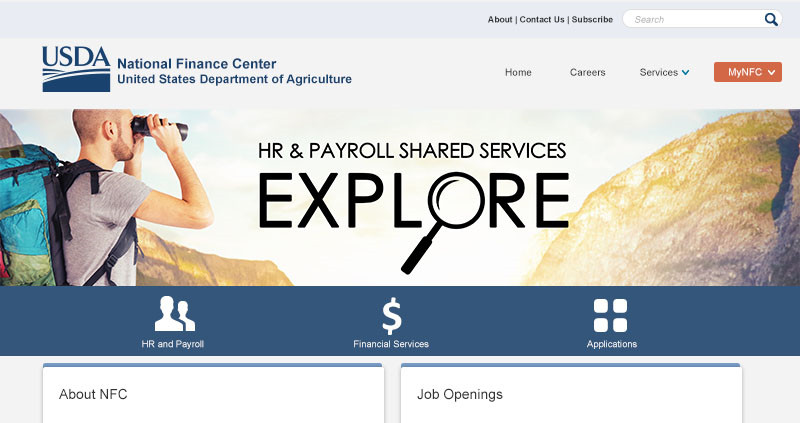 About | Contact Us | Subscribe
Search
USDA
National Finance Center
United States Department of Agriculture
Home
Careers
Services
MyNFC
HR & PAYROLL SHARED SERVICES
EXPLORE
HR and Payroll
$
Financial Services
Applications
About NFC
Job Openings